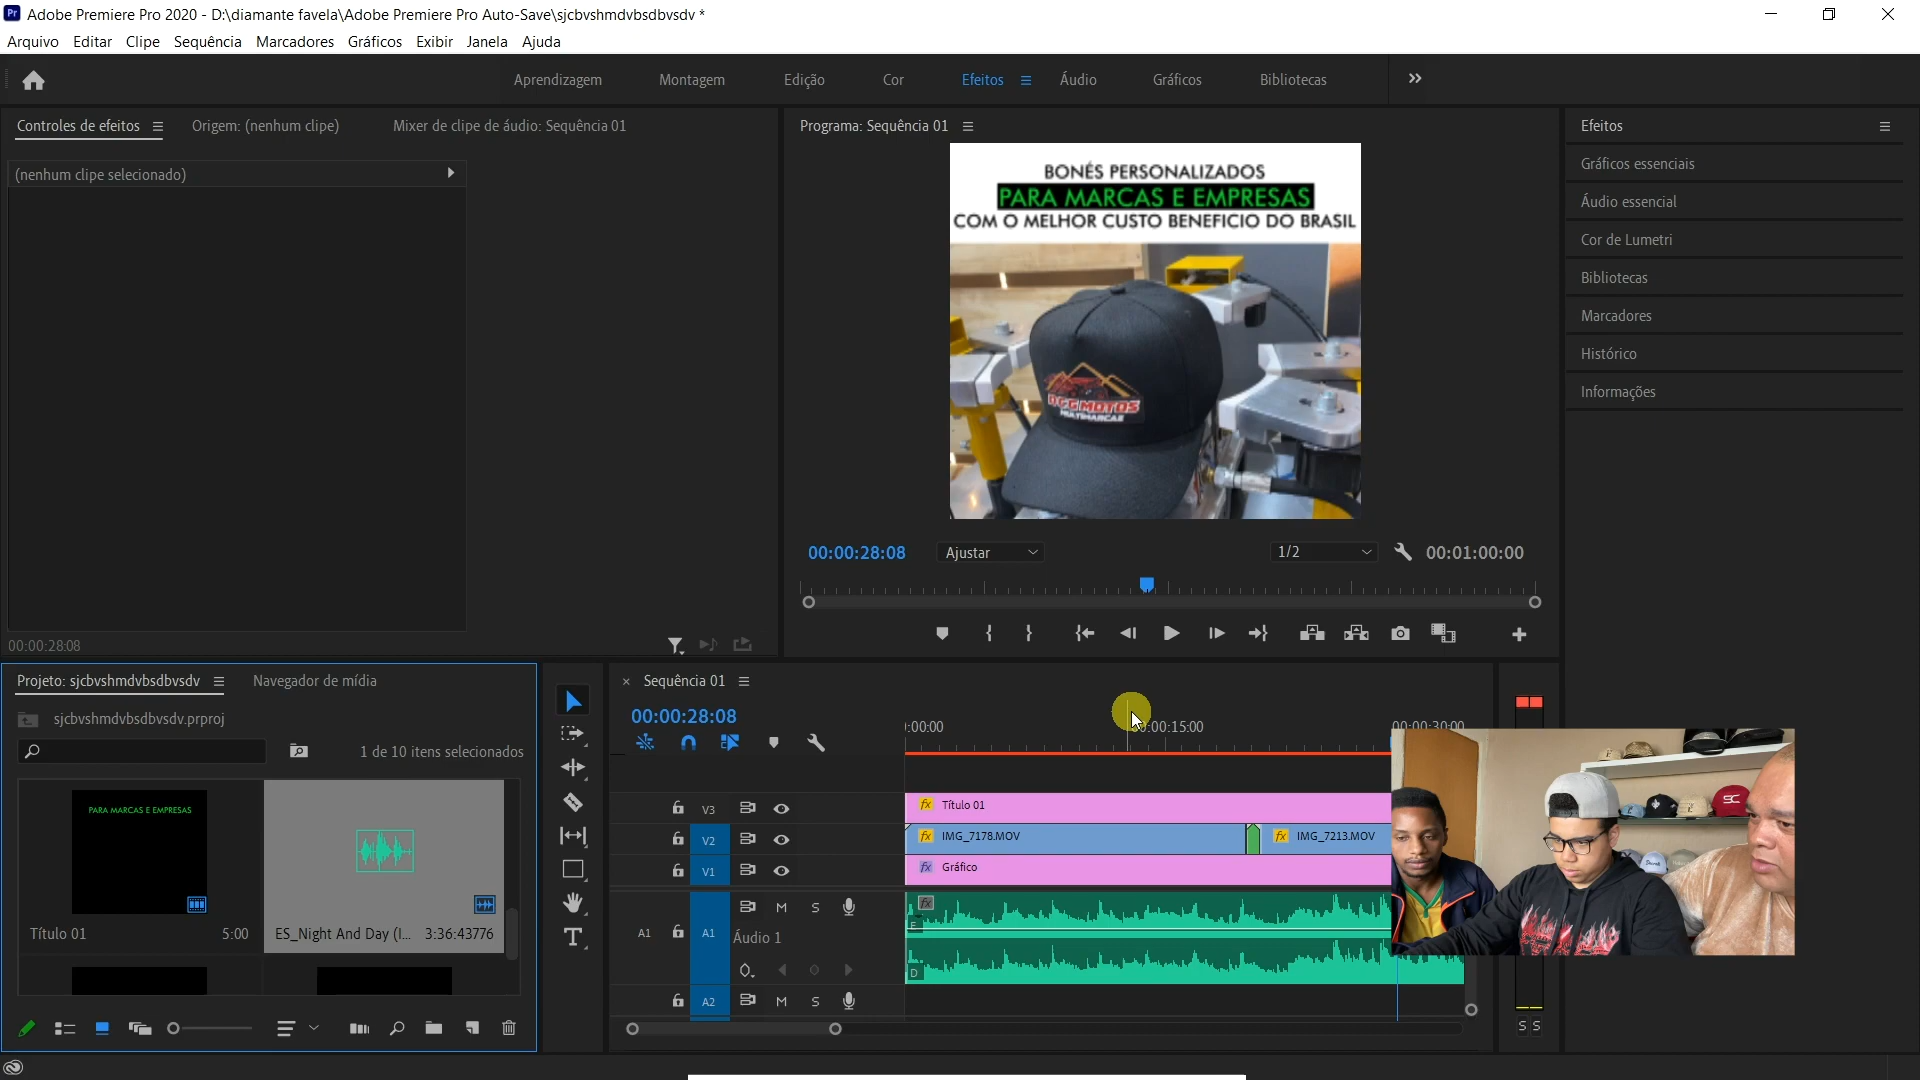 Adobe Premiere Pro 2020 - D:\diamante favela\Adobe Premiere Pro Auto-Save\sjcbvshmdvbsdbvsdv *
Arquivo Editar Clipe Sequência Marcadores Gráficos Exibir Janela Ajuda
Aprendizagem Montagem Edição Cor Efeitos Áudio Gráficos Bibliotecas
Controles de efeitos Origem: (nenhum clipe) Mixer de clipe de áudio: Sequência 01
(nenhum clipe selecionado)
00:00:28:08
Programa: Sequência 01
BONÉS PERSONALIZADOS
PARA MARCAS E EMPRESAS
COM O MELHOR CUSTO BENEFICIO DO BRASIL
MOTOS
00:00:28:08 Ajustar 1/2 00:01:00:00
Efeitos
Gráficos essenciais
Áudio essencial
Cor de Lumetri
Bibliotecas
Marcadores
Histórico
Informações
Projeto: sjcbvshmdvbsdbvsdv Navegador de mídia
sjcbvshmdvbsdbvsdv.prproj
1 de 10 itens selecionados
PARA MARCAS E EMPRESAS
Título 01 5:00
ES_Night And Day (I... 3:36:43776
Sequência 01
00:00:28:08
:00:00 00:15:00 00:00:30:00
V3 fx Título 01
V2 fx IMG_7178.MOV fx IMG_7213.MOV
V1 fx Gráfico
A1 A1 M S fx E
Áudio 1
D
A2 M S
S S
SC